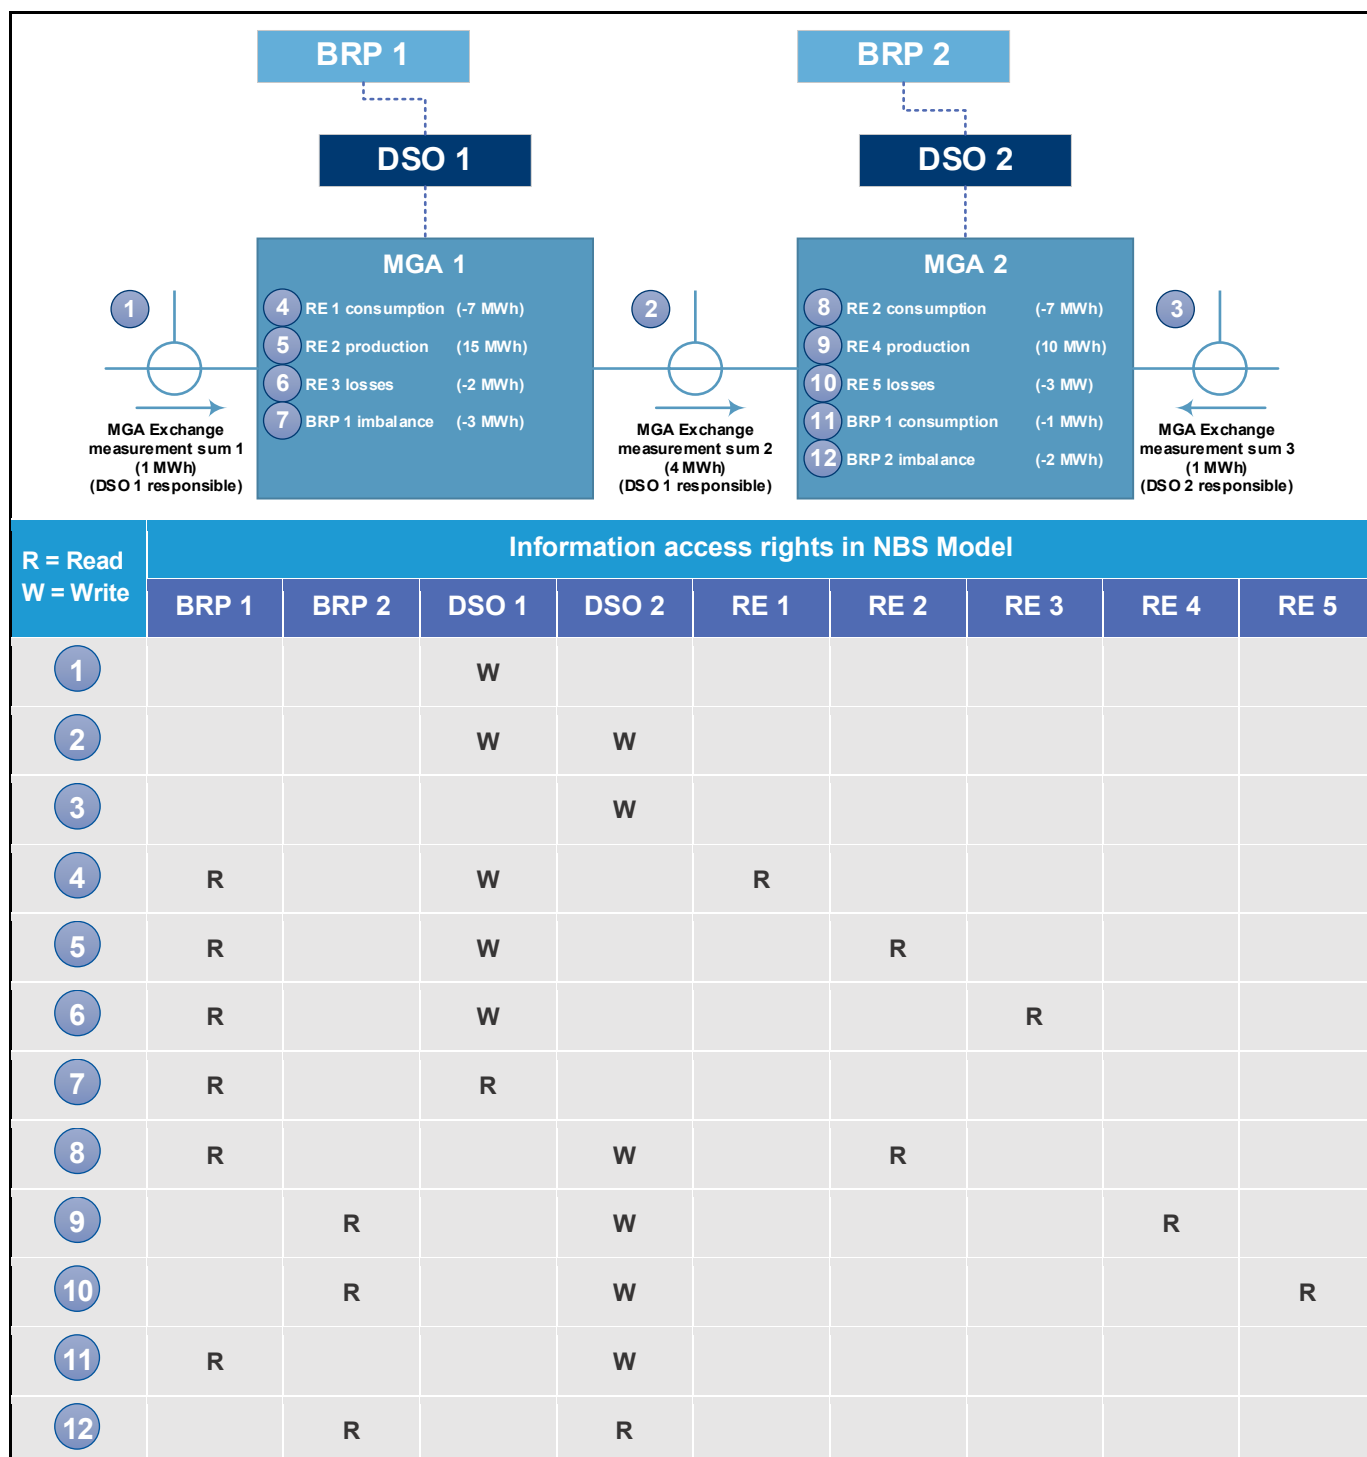 BRP 1
BRP 2
DSO 1
DSO 2
MGA 1
MGA 2
1
4 RE 1 consumption (-7 MWh)
5 RE 2 production (15 MWh)
6 RE 3 losses (-2 MWh)
7 BRP 1 imbalance (-3 MWh)
2
8 RE 2 consumption (-7 MWh)
9 RE 4 production (10 MWh)
10 RE 5 losses (-3 MW)
11 BRP 1 consumption (-1 MWh)
12 BRP 2 imbalance (-2 MWh)
3
MGA Exchange
measurement sum 1
(1 MWh)
(DSO 1 responsible)
MGA Exchange
measurement sum 2
(4 MWh)
(DSO 1 responsible)
MGA Exchange
measurement sum 3
(1 MWh)
(DSO 2 responsible)
R = Read
W = Write
Information access rights in NBS Model
BRP 1 BRP 2 DSO 1 DSO 2 RE 1 RE 2 RE 3 RE 4 RE 5
1 W
2 W W
3 W
4 R W R
5 R W R
6 R W R
7 R R
8 R W R
9 R W R
10 R W R
11 R W
12 R R